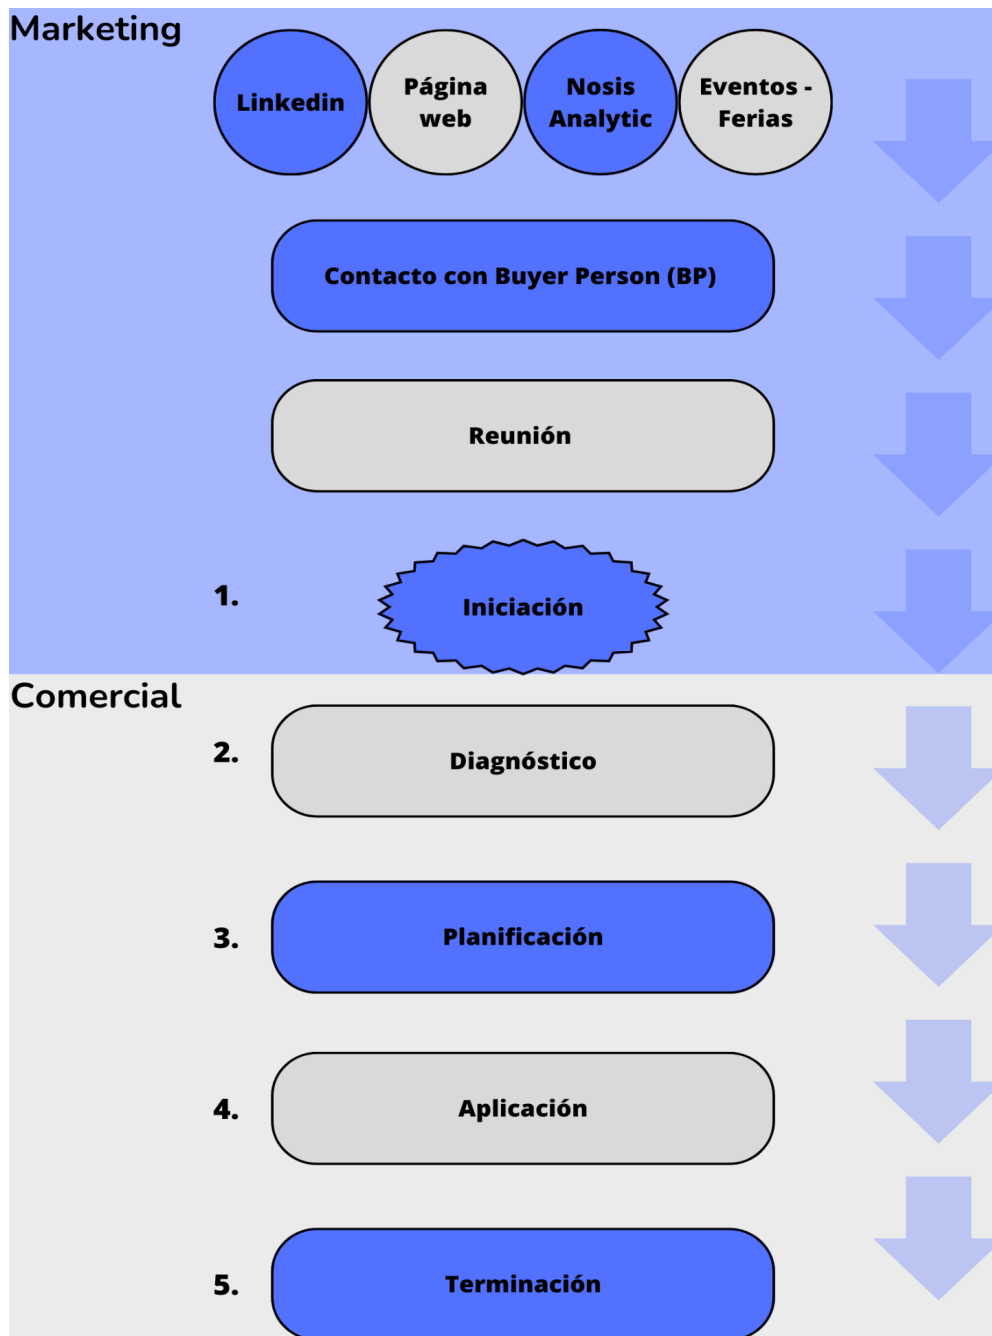 Marketing
Linkedin
Página
web
Nosis
Analytic
Eventos -
Ferias
Contacto con Buyer Person (BP)
Reunión
1.
Iniciación
Comercial
2.
Diagnóstico
3.
Planificación
4.
Aplicación
5.
Terminación